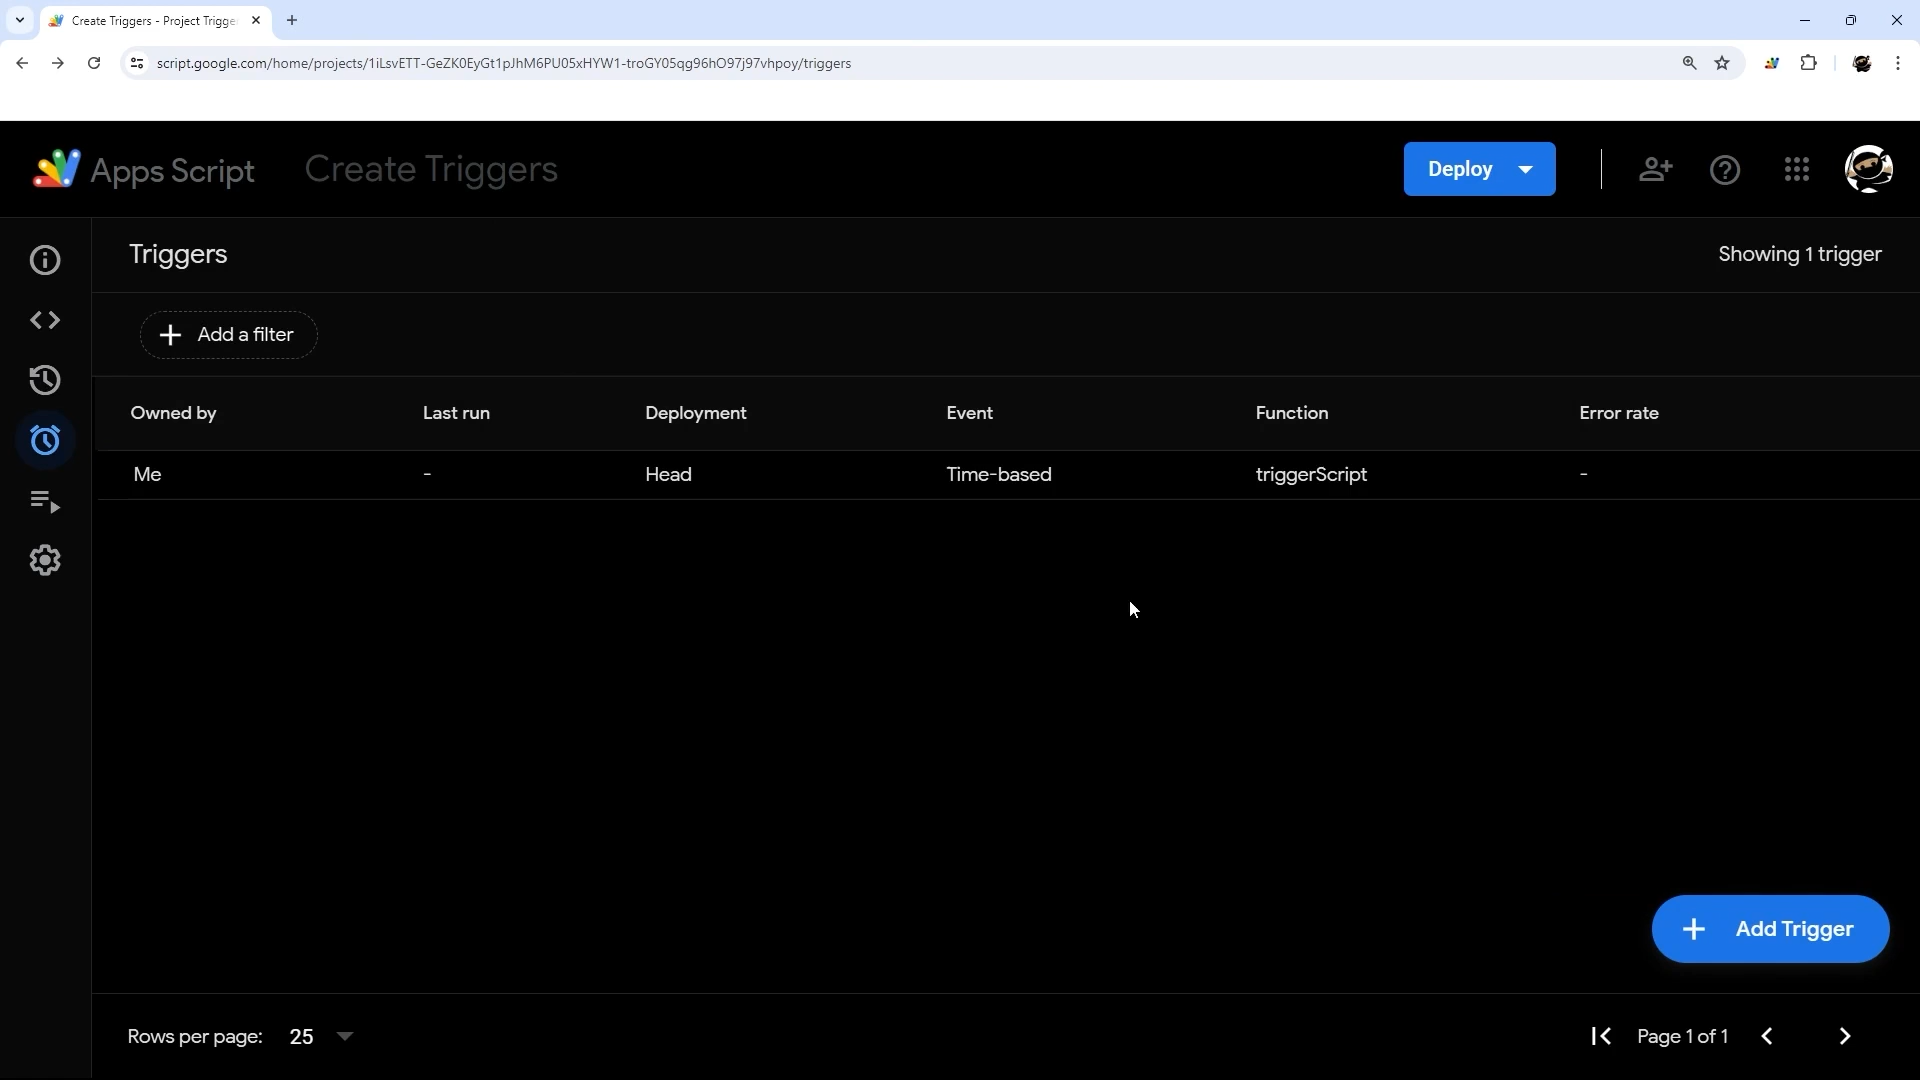 Create Triggers - Project Trigge
script.google.com/home/projects/1iLsvETT-GeZK0EyGt1pJhM6PU05xHYW1-troGY05qg96hO97j97vhpoy/triggers
Apps Script Create Triggers Deploy
Triggers Showing 1 trigger
Add a filter
Owned by Last run Deployment Event Function Error rate
Me - Head Time-based triggerScript -
Add Trigger
Rows per page: 25 Page 1 of 1